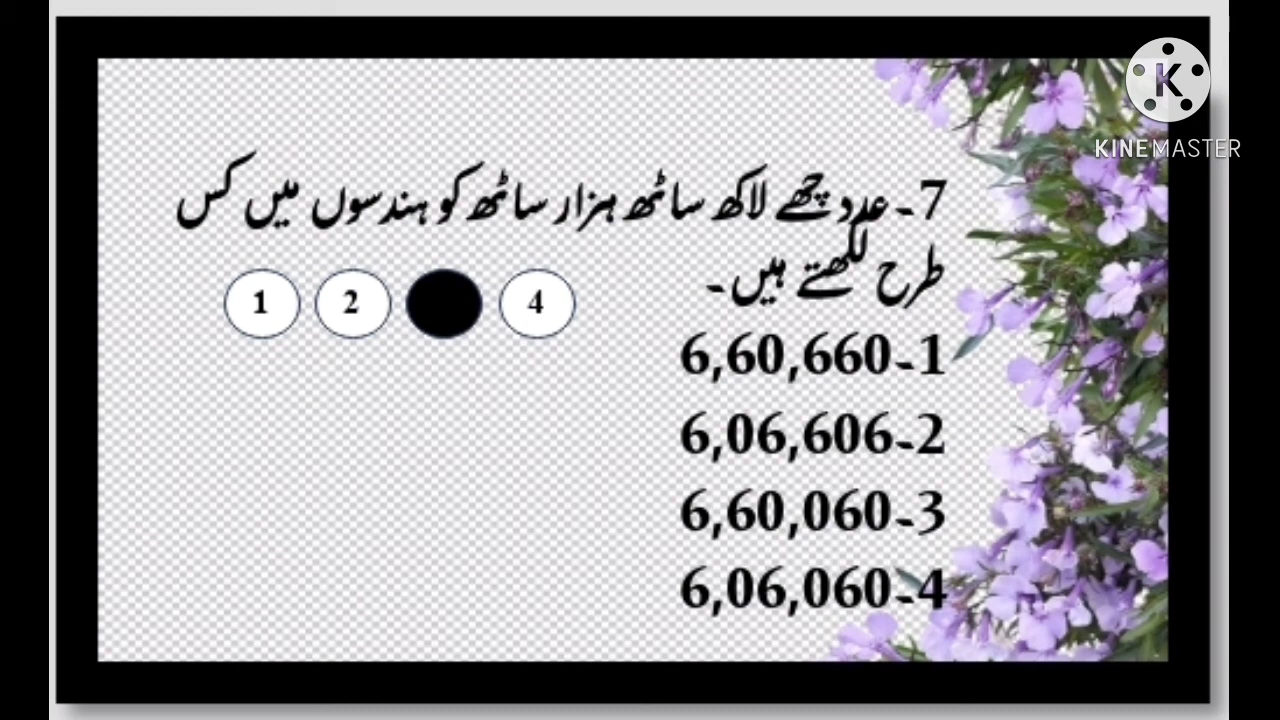 K
KINEMASTER
7۔عدد چھے لاکھ ساٹھ ہزار ساٹھ کو ہندسوں میں کس
طرح لکھتے ہیں۔
1 2 4
1۔6,60,660
2۔6,06,606
3۔6,60,060
4۔6,06,060